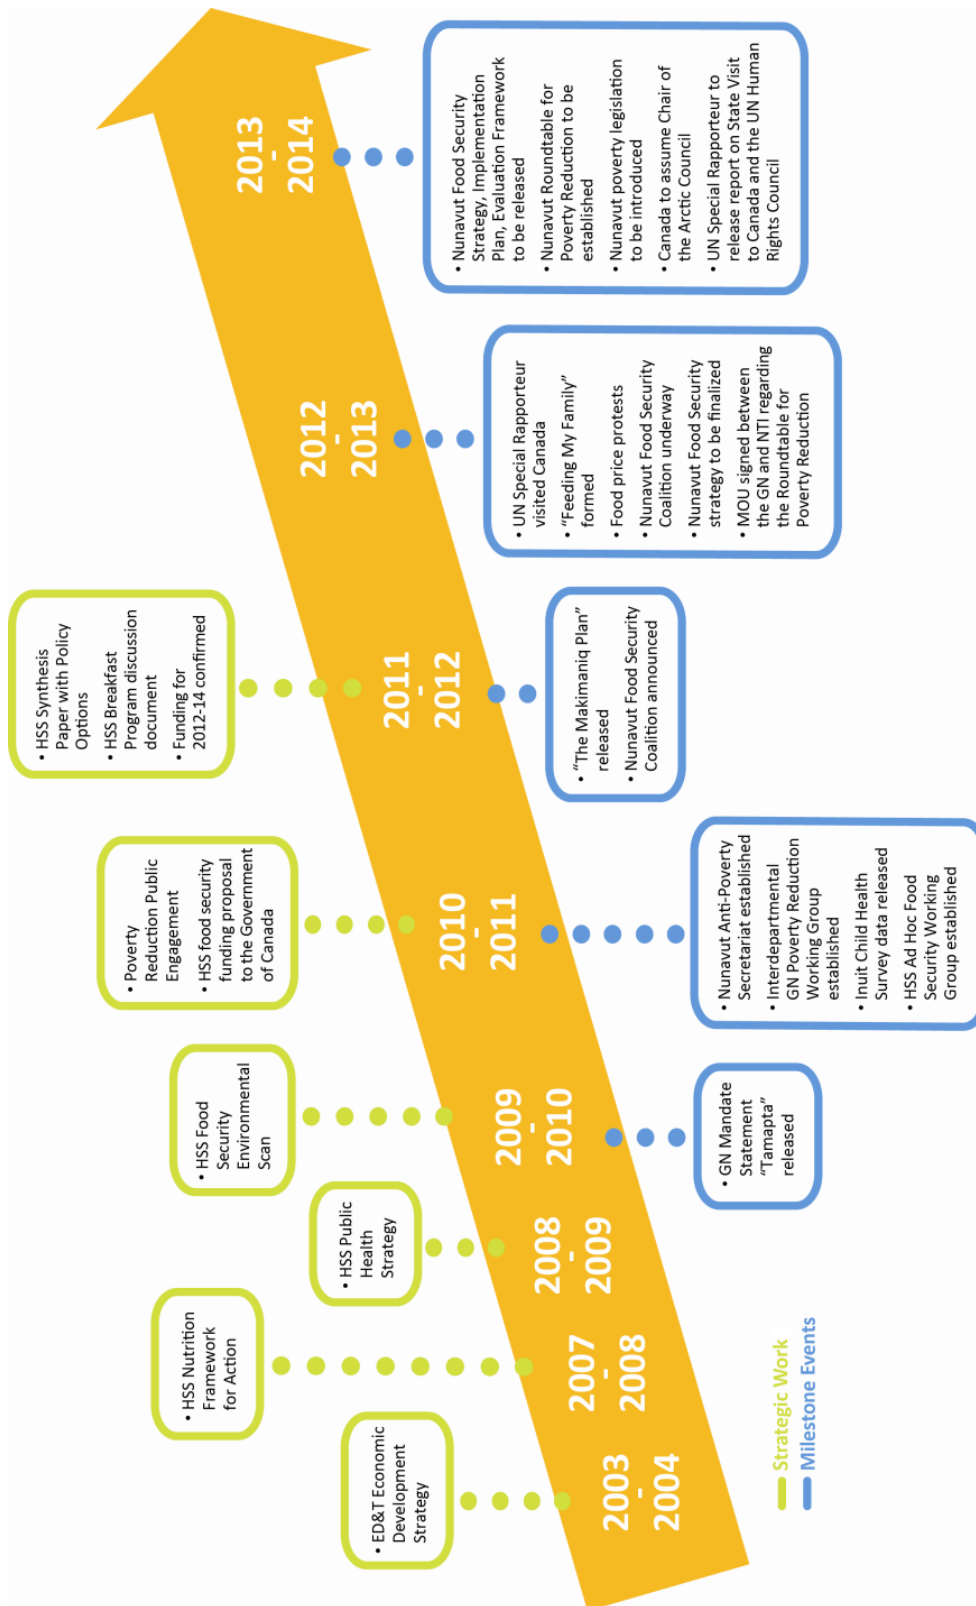 • ED&T Economic
Development
Strategy
• HSS Nutrition
Framework
for Action
• HSS Public
Health
Strategy
• HSS Food
Security
Environmental
Scan
• Poverty
Reduction Public
Engagement
• HSS food security
funding proposal
to the Government
of Canada
• HSS Synthesis
Paper with Policy
Options
• HSS Breakfast
Program discussion
document
• Funding for
2012-14 confirmed
2003
-
2004
2007
-
2008
2008
-
2009
2009
-
2010
2010
-
2011
2011
-
2012
2012
-
2013
2013
-
2014
• GN Mandate
Statement
“Tamapta”
released
• Nunavut Anti-Poverty
Secretariat established
• Interdepartmental
GN Poverty Reduction
Working Group
established
• Inuit Child Health
Survey data released
• HSS Ad Hoc Food
Security Working
Group established
• “The Makimaniq Plan”
released
• Nunavut Food Security
Coalition announced
• UN Special Rapporteur
visited Canada
• “Feeding My Family”
formed
• Food price protests
• Nunavut Food Security
Coalition underway
• Nunavut Food Security
strategy to be finalized
• MOU signed between
the GN and NTI regarding
the Roundtable for
Poverty Reduction
• Nunavut Food Security
Strategy, Implementation
Plan, Evaluation Framework
to be released
• Nunavut Roundtable for
Poverty Reduction to be
established
• Nunavut poverty legislation
to be introduced
• Canada to assume Chair of
the Arctic Council
• UN Special Rapporteur to
release report on State Visit
to Canada and the UN Human
Rights Council
Strategic Work
Milestone Events